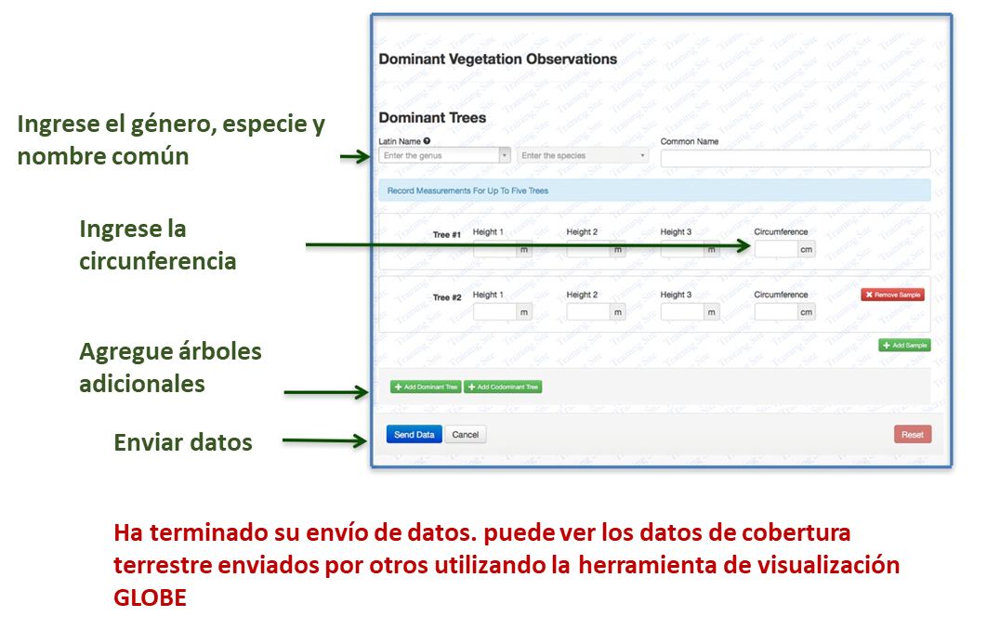 Dominant Vegetation Observations
Dominant Trees
Ingrese el género, especie y
nombre común
Latin Name ?
Common Name
Enter the genus
Enter the species
Record Measurements For Up To Five Trees
Ingrese la
circunferencia
Tree #1
Height 1
Height 2
Height 3
Circumference
m
m
m
cm
Tree #2
Height 1
Height 2
Height 3
Circumference
Remove Sample
m
m
m
cm
Add Sample
Agregue árboles
adicionales
Add Dominant Tree
Add Codominant Tree
Enviar datos
Send Data
Cancel
Reset
Training Site
Ha terminado su envío de datos. puede ver los datos de cobertura
terrestre enviados por otros utilizando la herramienta de visualización
GLOBE